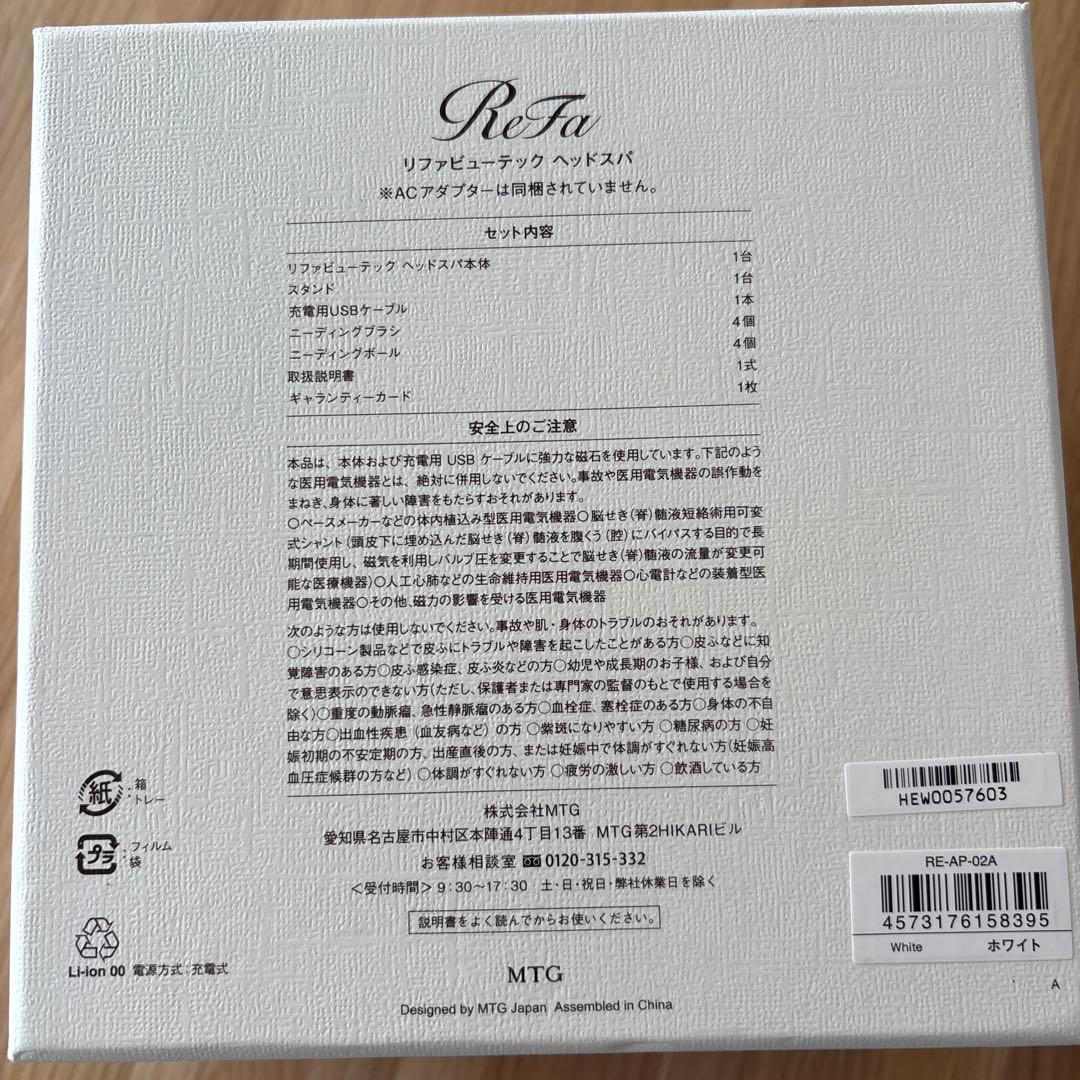 ReFa
リファビューテック ヘッドスパ
※ACアダプターは同梱されていません。
セット内容
リファビューテック ヘッドスパ本体 1台
スタンド 1台
充電用USBケーブル 1本
ニーディングブラシ 4個
ニーディングボール 4個
取扱説明書 1式
ギャランティーカード 1枚
安全上のご注意
本品は、本体および充電用 USB ケーブルに強力な磁石を使用しています。下記のよう
な医用電気機器とは、絶対に併用しないでください。事故や医用電気機器の誤作動を
まねき、身体に著しい障害をもたらすおそれがあります。
○ペースメーカーなどの体内植込み型医用電気機器○脳せき(脊)髄液短絡術用可変
式シャント(頭皮下に埋め込んだ脳せき(脊)髄液を腹くう(腔)にバイパスする目的で長
期間使用し、磁気を利用しバルブ圧を変更することで脳せき(脊)髄液の流量が変更可
能な医療機器)○人工心肺などの生命維持用医用電気機器○心電計などの装着型医
用電気機器○その他、磁力の影響を受ける医用電気機器
次のような方は使用しないでください。事故や肌・身体のトラブルのおそれがあります。
○シリコーン製品などで皮ふにトラブルや障害を起こしたことがある方○皮ふなどに知
覚障害のある方○皮ふ感染症、皮ふ炎などの方○幼児や成長期のお子様、および自分
で意思表示のできない方(ただし、保護者または専門家の監督のもとで使用する場合を
除く)○重度の動脈瘤、急性静脈瘤のある方○血栓症、塞栓症のある方○身体の不自
由な方○出血性疾患(血友病など)の方○紫斑になりやすい方○糖尿病の方○妊
娠初期の不安定期の方、出産直後の方、または妊娠中で体調がすぐれない方(妊娠高
血圧症候群の方など)○体調がすぐれない方○疲労の激しい方○飲酒している方
株式会社MTG
愛知県名古屋市中村区本陣通4丁目13番 MTG第2HIKARIビル
お客様相談室 0120-315-332
＜受付時間＞9:30〜17:30 土・日・祝日・弊社休業日を除く
説明書をよく読んでからお使いください。
MTG
Designed by MTG Japan Assembled in China
紙 : 箱
トレー
プラ : フィルム
袋
Li-ion 00 電源方式:充電式
HEW0057603
RE-AP-02A
4573176158395
White ホワイト
A